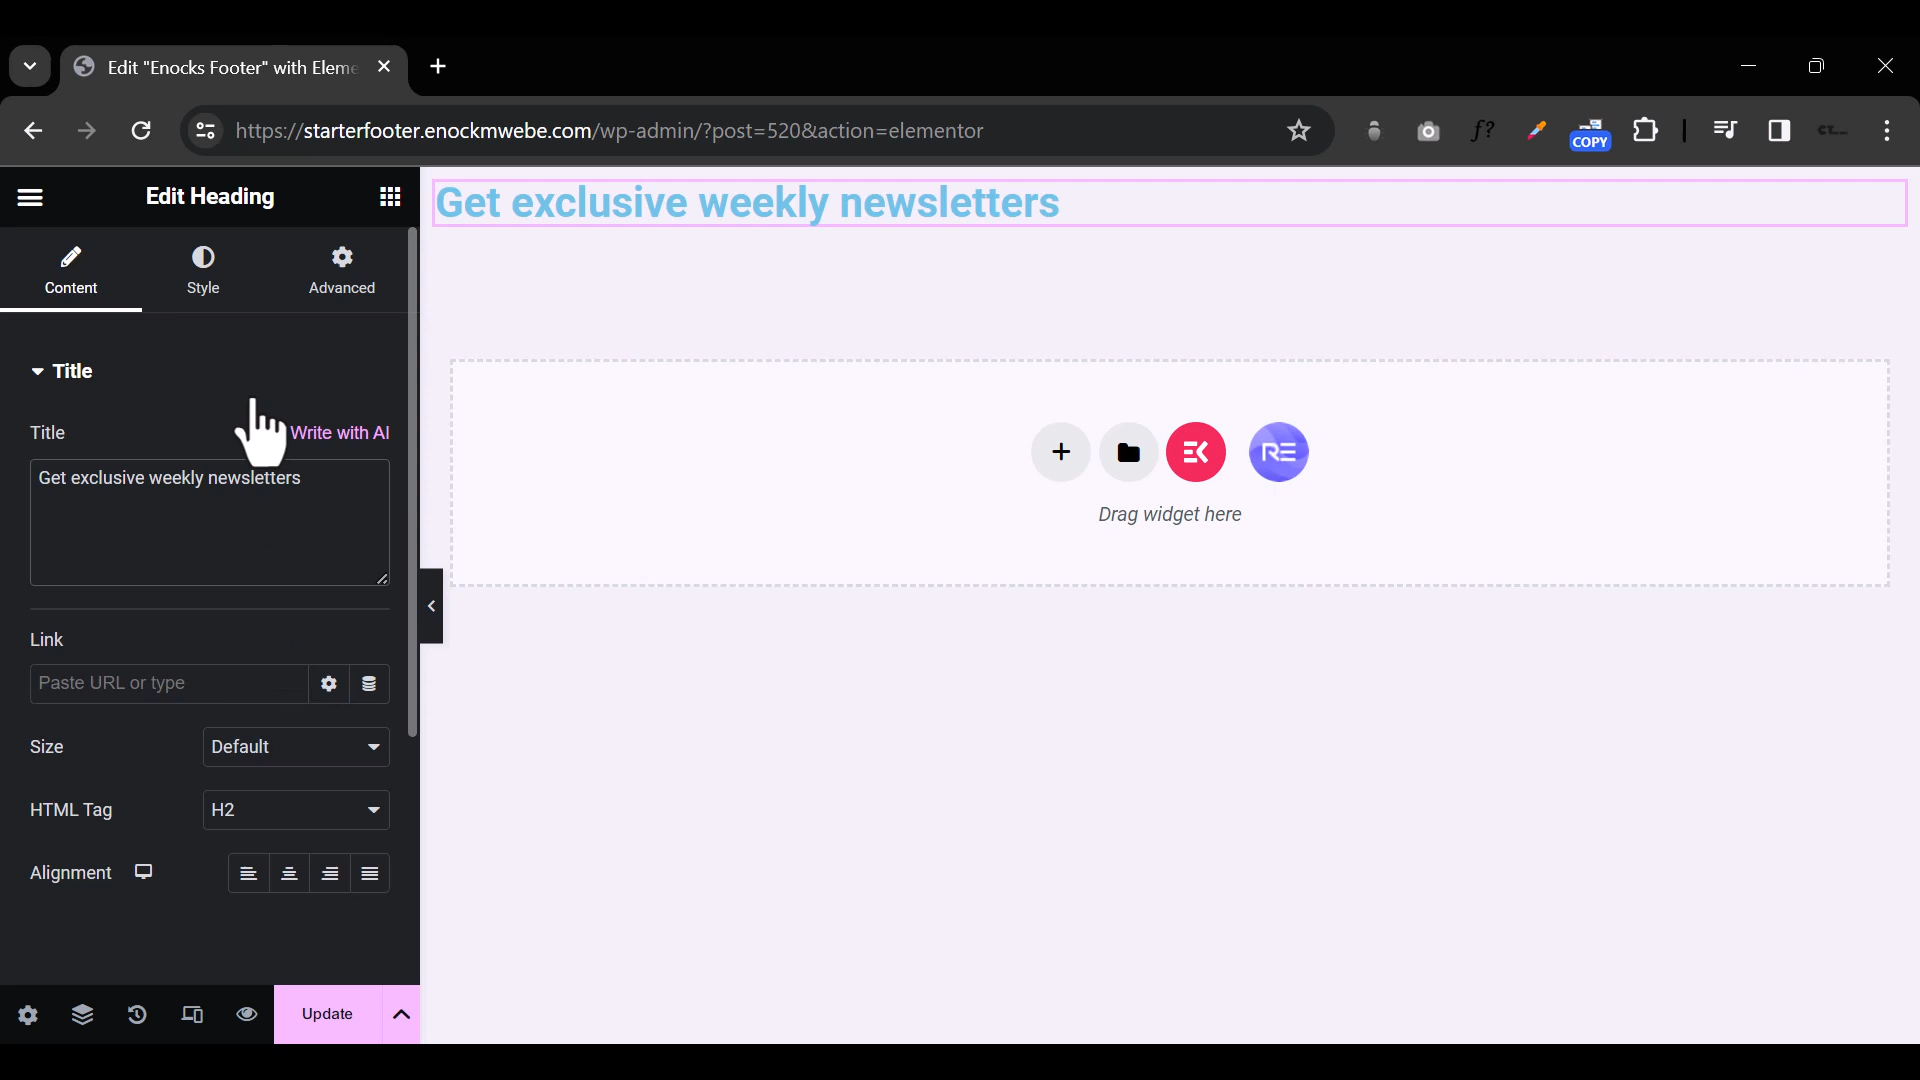 Edit "Enocks Footer" with Eleme
https://starterfooter.enockmwebe.com/wp-admin/?post=520&action=elementor
f?
COPY
Edit Heading
Content
Style
Advanced
Title
Title
Write with AI
Get exclusive weekly newsletters
Link
Paste URL or type
Size
Default
HTML Tag
H2
Alignment
Update
Get exclusive weekly newsletters
RE
Drag widget here